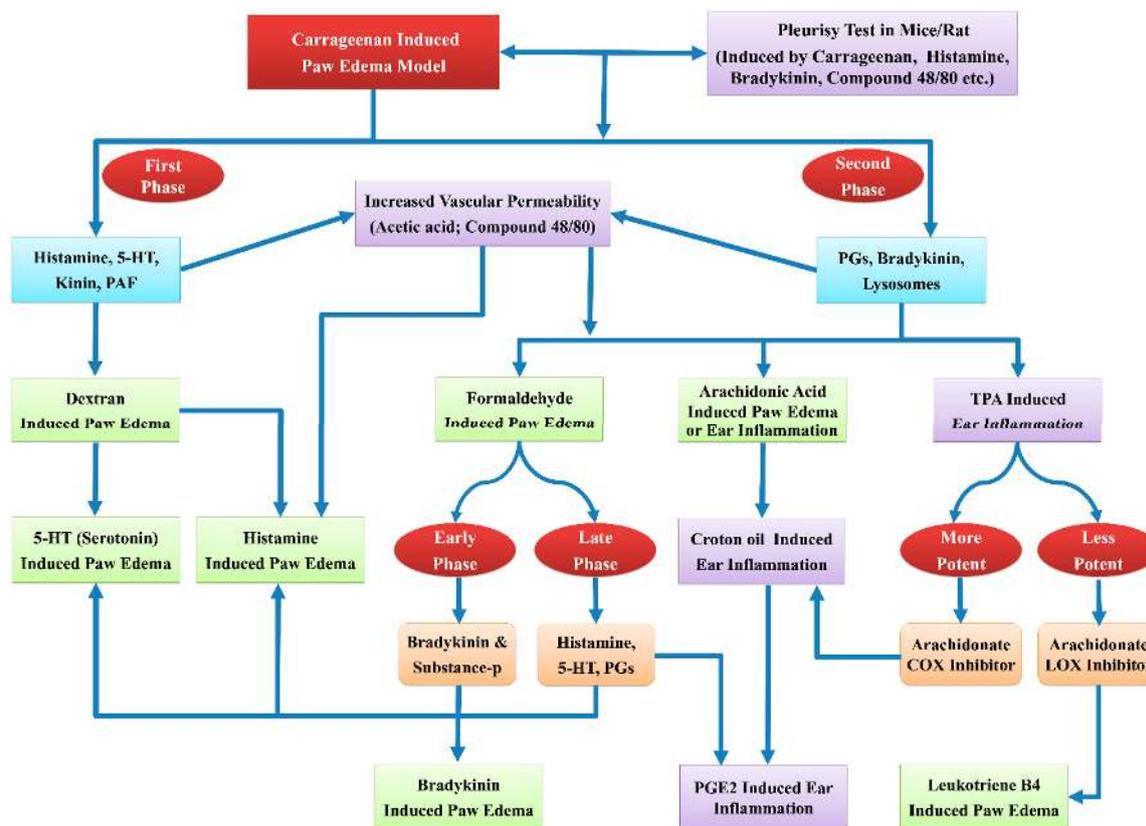 Carrageenan Induced
Paw Edema Model
Pleurisy Test in Mice/Rat
(Induced by Carrageenan, Histamine,
Bradykinin, Compound 48/80 etc.)
First
Phase
Second
Phase
Increased Vascular Permeability
(Acetic acid; Compound 48/80)
Histamine, 5-HT,
Kinin, PAF
PGs, Bradykinin,
Lysosomes
Dextran
Induced Paw Edema
Formaldehyde
Induced Paw Edema
Arachidonic Acid
Induced Paw Edema
or Ear Inflammation
TPA Induced
Ear Inflammation
5-HT (Serotonin)
Induced Paw Edema
Histamine
Induced Paw Edema
Early
Phase
Late
Phase
Croton oil Induced
Ear Inflammation
More
Potent
Less
Potent
Bradykinin &
Substance-p
Histamine,
5-HT, PGs
Arachidonate
COX Inhibitor
Arachidonate
LOX Inhibitor
Bradykinin
Induced Paw Edema
PGE2 Induced Ear
Inflammation
Leukotriene B4
Induced Paw Edema